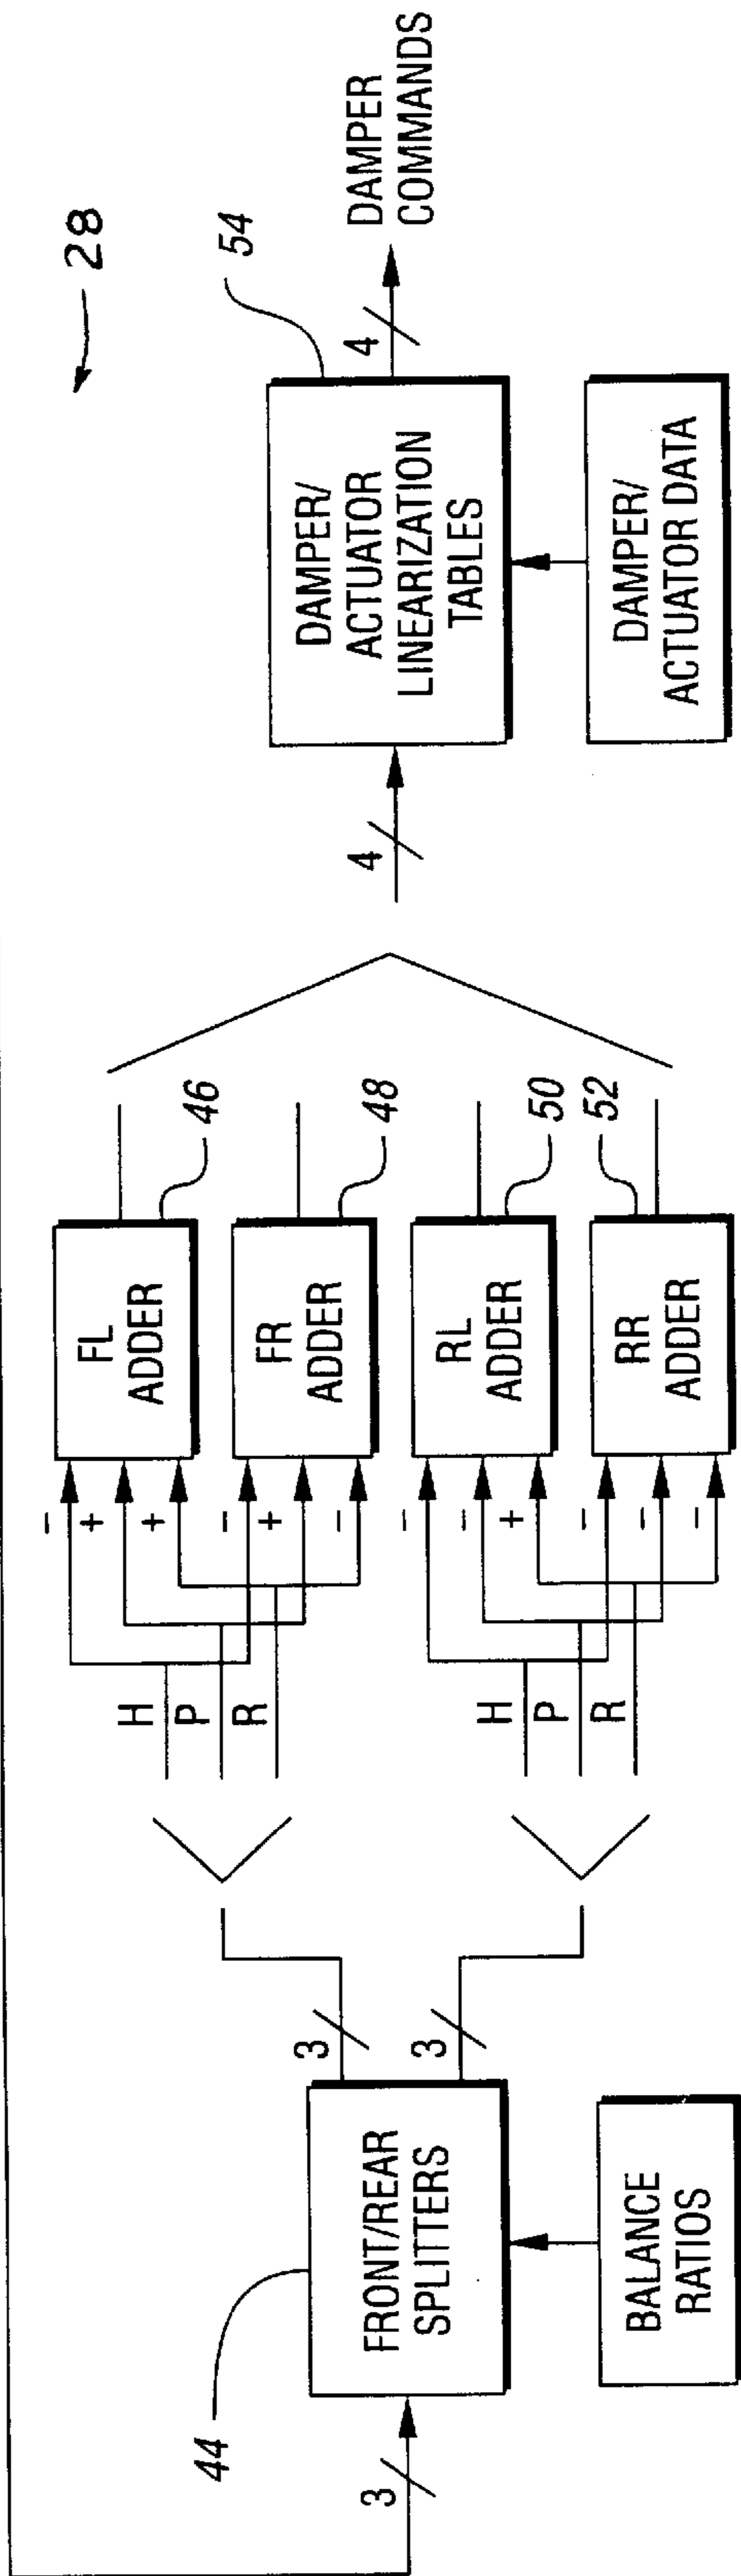 28
3
44
FRONT/REAR
SPLITTERS
BALANCE
RATIOS
3
3
H
P
R
H
P
R
-
+
+
-
+
-
-
-
+
-
-
-
FL
ADDER
46
FR
ADDER
48
RL
ADDER
50
RR
ADDER
52
4
DAMPER/
ACTUATOR
LINEARIZATION
TABLES
54
DAMPER/
ACTUATOR DATA
4
DAMPER
COMMANDS